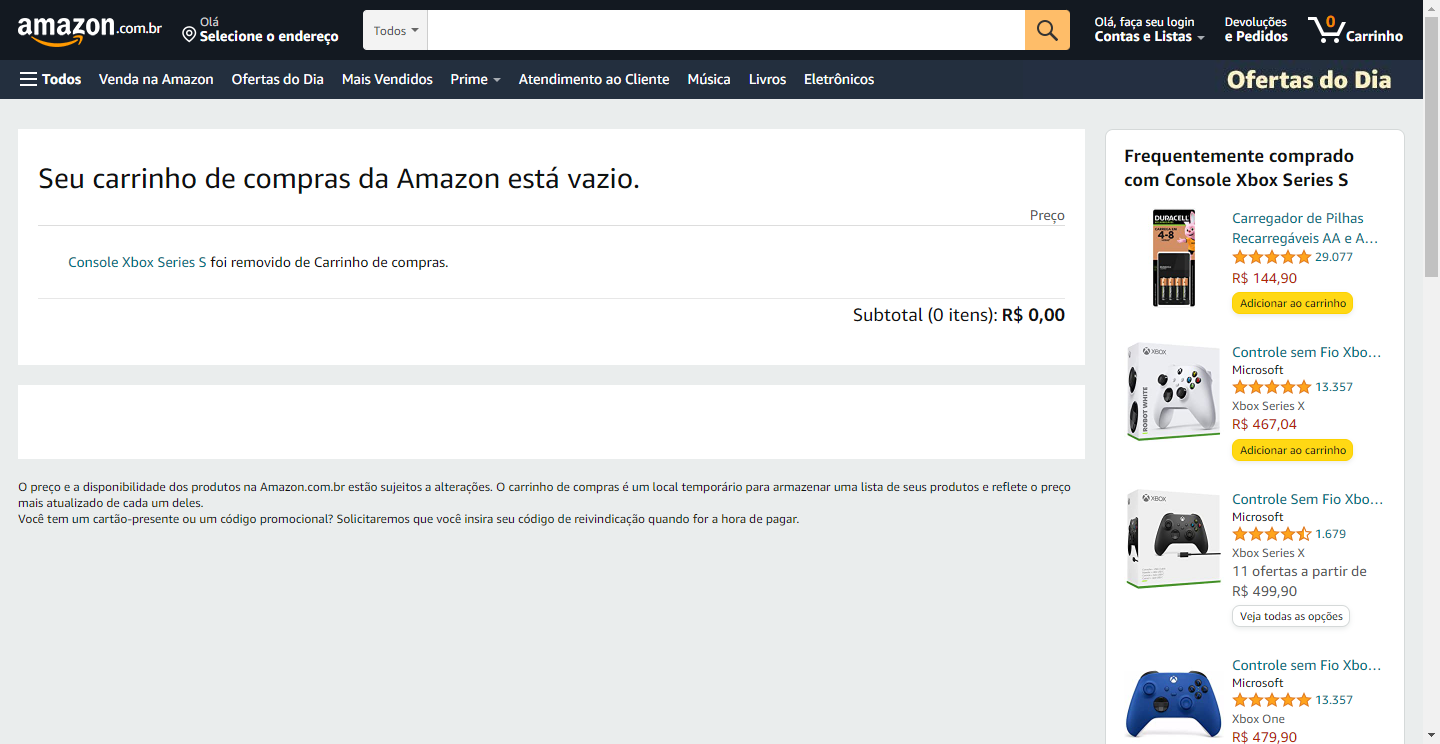 amazon.com.br
Olá
Selecione o endereço
Todos
Olá, faça seu login
Contas e Listas
Devoluções
e Pedidos
0
Carrinho
Todos
Venda na Amazon
Ofertas do Dia
Mais Vendidos
Prime
Atendimento ao Cliente
Música
Livros
Eletrônicos
Ofertas do Dia
Seu carrinho de compras da Amazon está vazio.
Preço
Console Xbox Series S foi removido de Carrinho de compras.
Subtotal (0 itens): R$ 0,00
O preço e a disponibilidade dos produtos na Amazon.com.br estão sujeitos a alterações. O carrinho de compras é um local temporário para armazenar uma lista de seus produtos e reflete o preço
mais atualizado de cada um deles.
Você tem um cartão-presente ou um código promocional? Solicitaremos que você insira seu código de reivindicação quando for a hora de pagar.
Frequentemente comprado
com Console Xbox Series S
DURACELL
4-8
Carregador de Pilhas
Recarregáveis AA e A...
29.077
R$ 144,90
Adicionar ao carrinho
XBOX
ROBOT WHITE
Controle sem Fio Xbo...
Microsoft
13.357
Xbox Series X
R$ 467,04
Adicionar ao carrinho
XBOX
Controle Sem Fio Xbo...
Microsoft
1.679
Xbox Series X
11 ofertas a partir de
R$ 499,90
Veja todas as opções
Controle sem Fio Xbo...
Microsoft
13.357
Xbox One
R$ 479,90